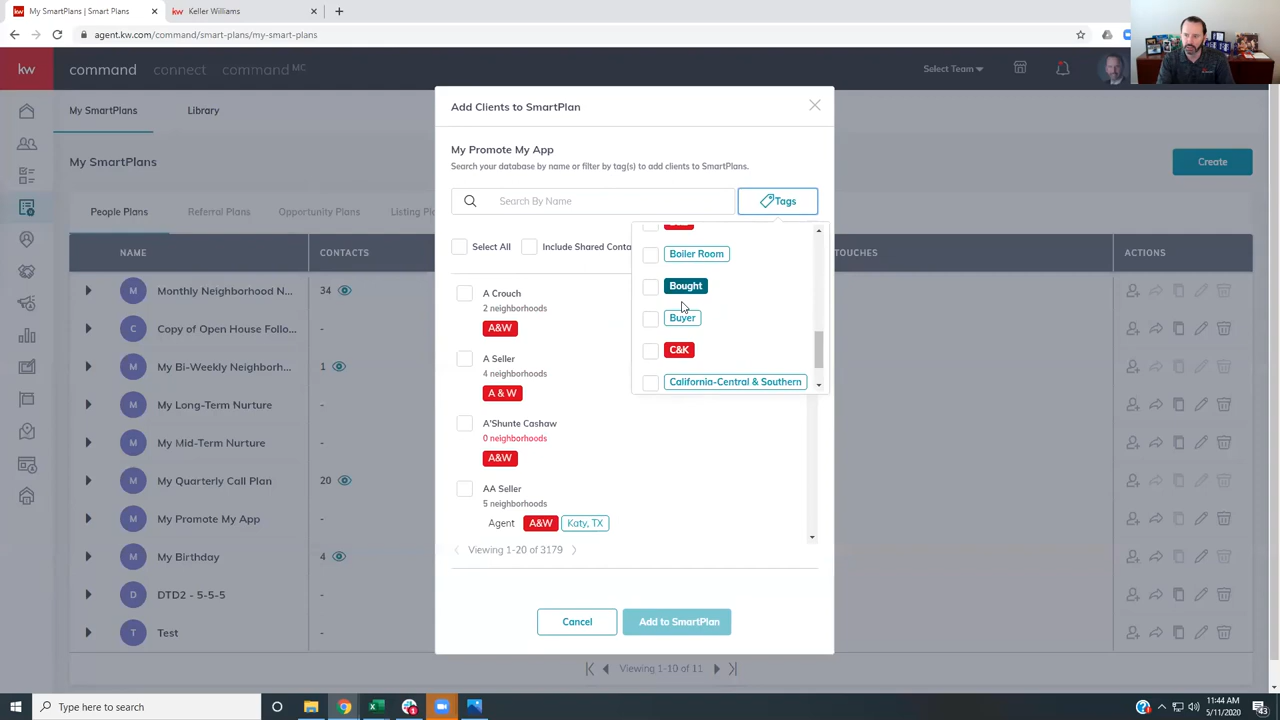 My SmartPlans | Smart Plans
kw Keller Williams
agent.kw.com/command/smart-plans/my-smart-plans
kw command connect command MC
Select Team
My SmartPlans Library
My SmartPlans
Create
People Plans Referral Plans Opportunity Plans
NAME CONTACTS TOUCHES ACTIONS
M Monthly Neighborhood N... 34
C Copy of Open House Follo... -
M My Bi-Weekly Neighborh... 1
M My Long-Term Nurture -
M My Mid-Term Nurture -
M My Quarterly Call Plan 20
M My Promote My App -
M My Birthday 4
D DTD2 - 5-5-5 -
T Test -
Viewing 1-10 of 11
Add Clients to SmartPlan
My Promote My App
Search your database by name or filter by tag(s) to add clients to SmartPlans.
Search By Name
Tags
Select All Include Shared Conta
Boiler Room
Bought
Buyer
C&K
California-Central & Southern
A Crouch
2 neighborhoods
A&W
A Seller
4 neighborhoods
A & W
A'Shunte Cashaw
0 neighborhoods
A&W
AA Seller
5 neighborhoods
Agent A&W Katy, TX
Viewing 1-20 of 3179
Cancel Add to SmartPlan
Type here to search
11:44 AM
5/11/2020
43